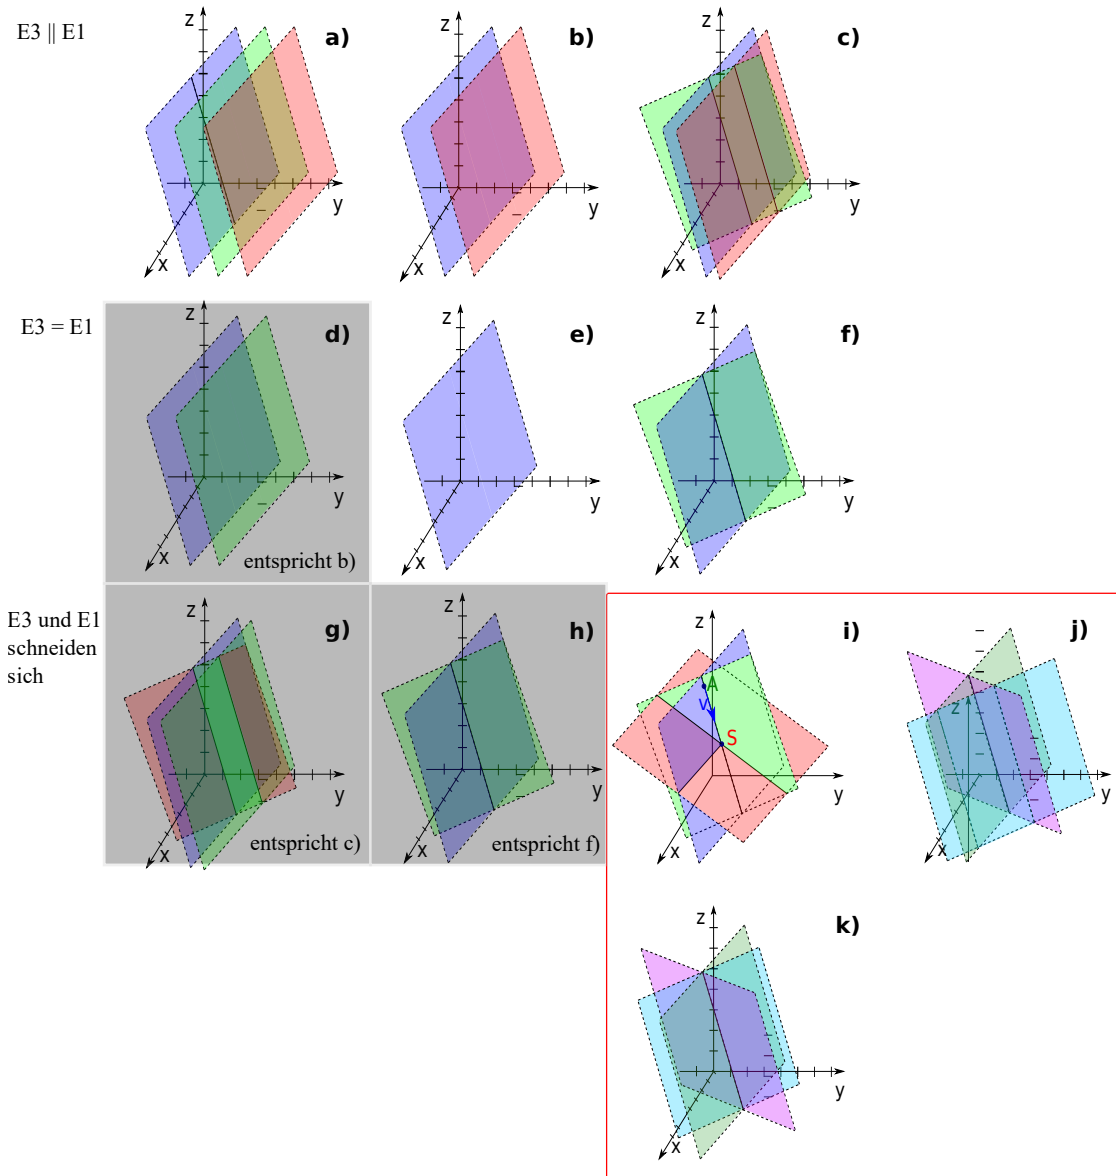 E3 || E1
a)
z
y
x
b)
z
y
x
c)
z
y
x
E3 = E1
d)
z
y
x
entspricht b)
e)
z
y
x
f)
z
y
x
E3 und E1
schneiden
sich
g)
z
y
x
entspricht c)
h)
z
y
x
entspricht f)
i)
z
A
v
S
y
x
j)
z
y
x
k)
z
y
x